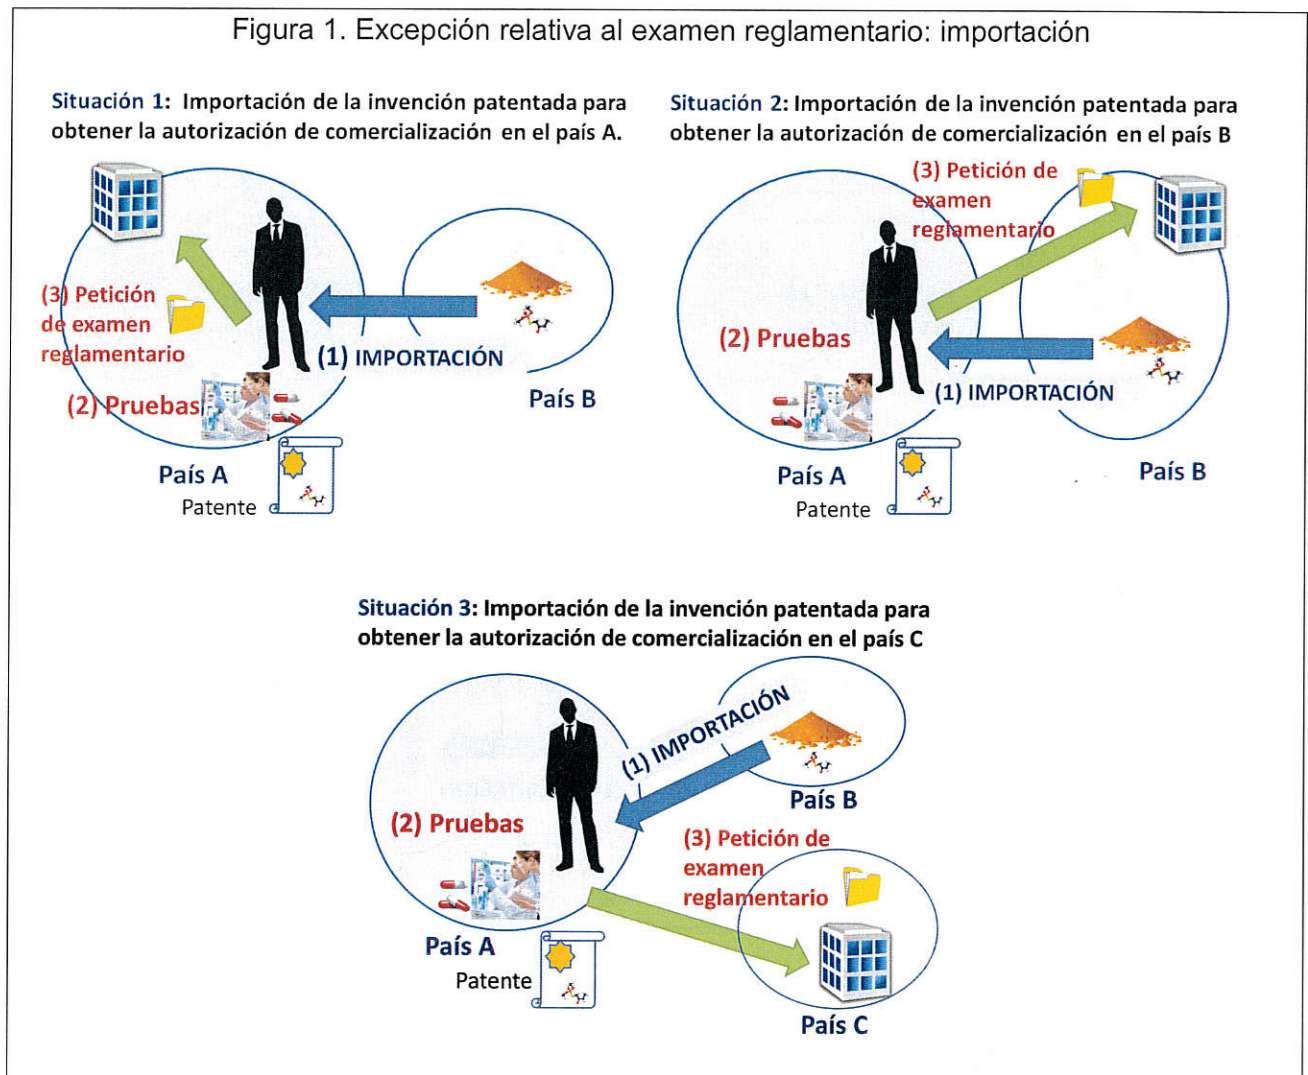 Figura 1. Excepción relativa al examen reglamentario: importación
Situación 1: Importación de la invención patentada para
obtener la autorización de comercialización en el país A.
(3) Petición
de examen
reglamentario
(1) IMPORTACIÓN
(2) Pruebas
País B
País A
Patente
Situación 2: Importación de la invención patentada para
obtener la autorización de comercialización en el país B
(3) Petición de
examen
reglamentario
(2) Pruebas
(1) IMPORTACIÓN
País A
País B
Patente
Situación 3: Importación de la invención patentada para
obtener la autorización de comercialización en el país C
(1) IMPORTACIÓN
País B
(2) Pruebas
(3) Petición de
examen
reglamentario
País A
Patente
País C